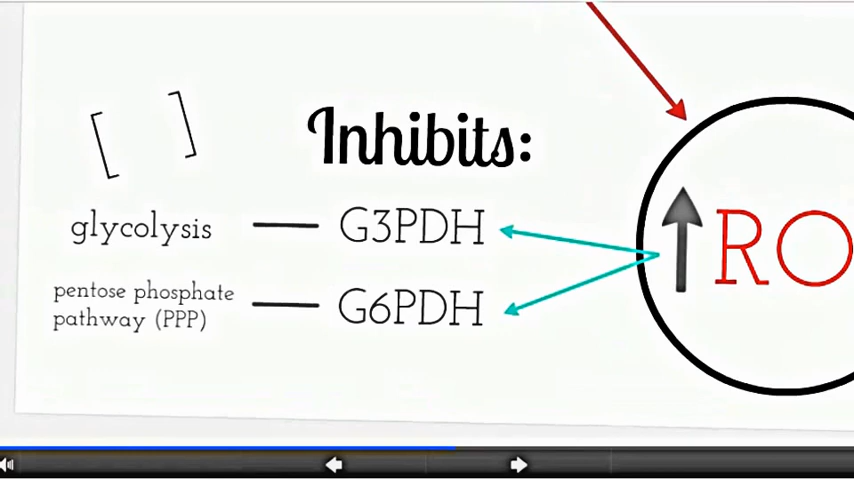 [ ]
Inhibits:
glycolysis — G3PDH
pentose phosphate
pathway (PPP) — G6PDH
RO